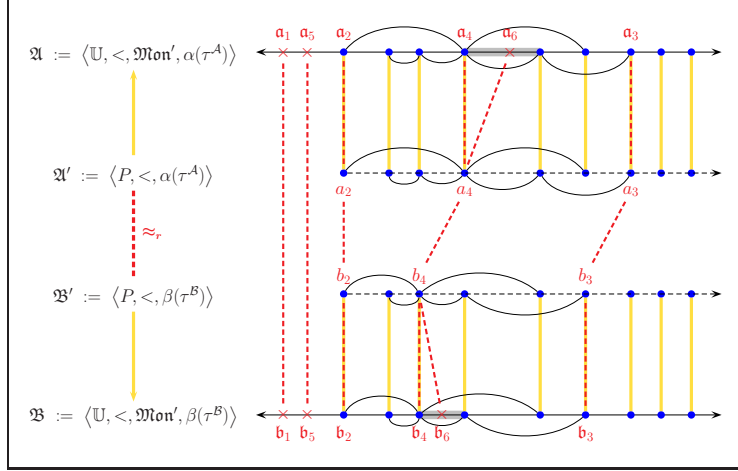 𝔞₁ 𝔞₅ 𝔞₂ 𝔞₄ 𝔞₆ 𝔞₃
𝔄 := ⟨𝕌, <, 𝔐𝔬𝔫′, α(τ^𝒜)⟩
𝔄′ := ⟨P, <, α(τ^𝒜)⟩
a₂ a₄ a₃
≈ᵣ
b₂ b₄ b₃
𝔅′ := ⟨P, <, β(τ^ℬ)⟩
𝔅 := ⟨𝕌, <, 𝔐𝔬𝔫′, β(τ^ℬ)⟩
𝔟₁ 𝔟₅ 𝔟₂ 𝔟₄ 𝔟₆ 𝔟₃